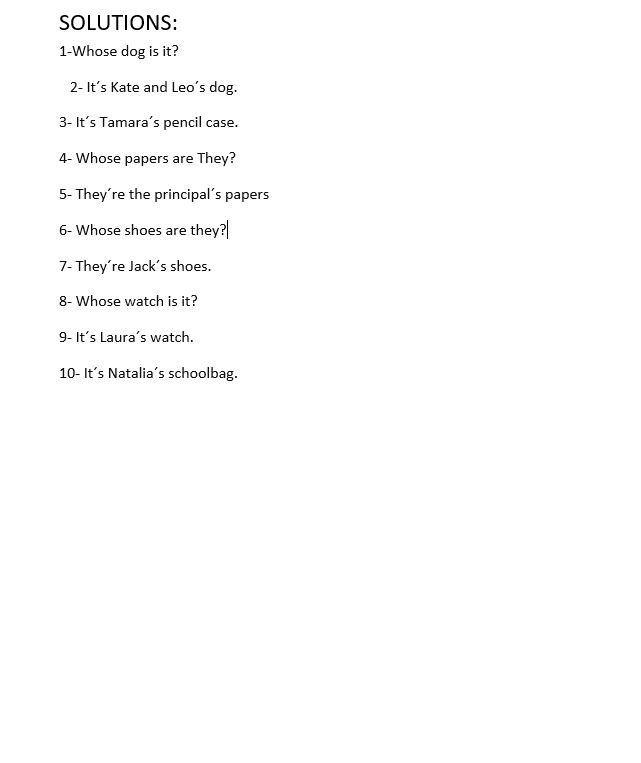 SOLUTIONS:
1-Whose dog is it?
2- It´s Kate and Leo´s dog.
3- It´s Tamara´s pencil case.
4- Whose papers are They?
5- They´re the principal´s papers
6- Whose shoes are they?
7- They´re Jack´s shoes.
8- Whose watch is it?
9- It´s Laura´s watch.
10- It´s Natalia´s schoolbag.